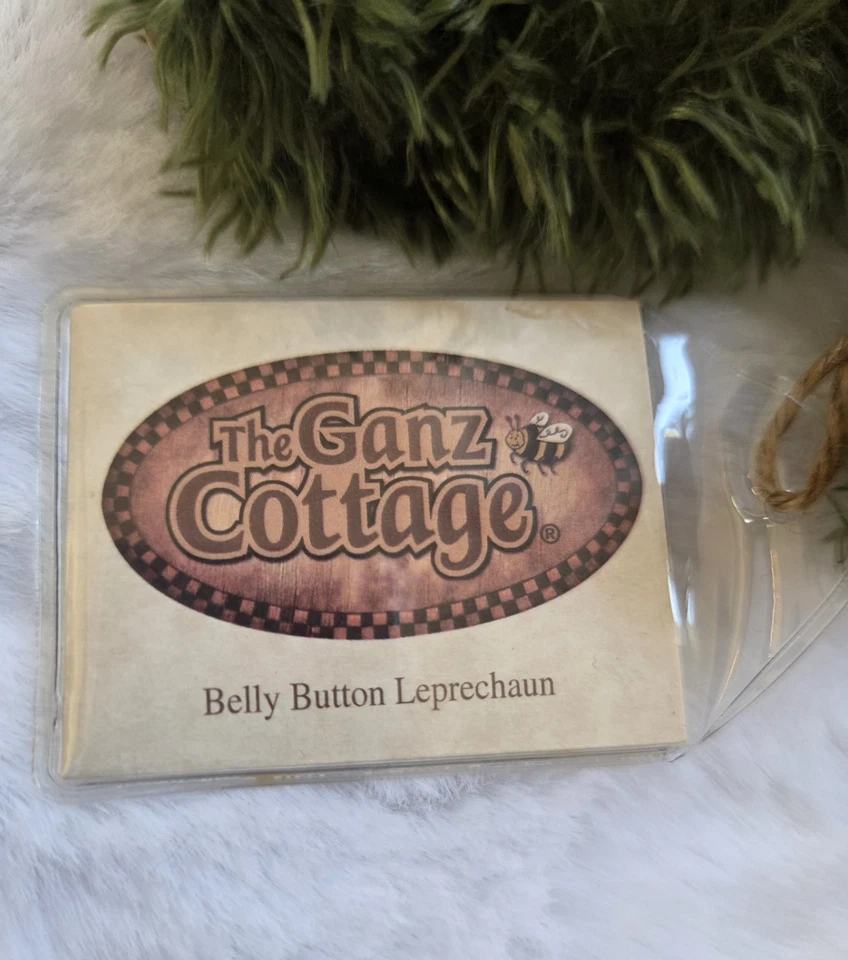 The Ganz
Cottage®
Belly Button Leprechaun